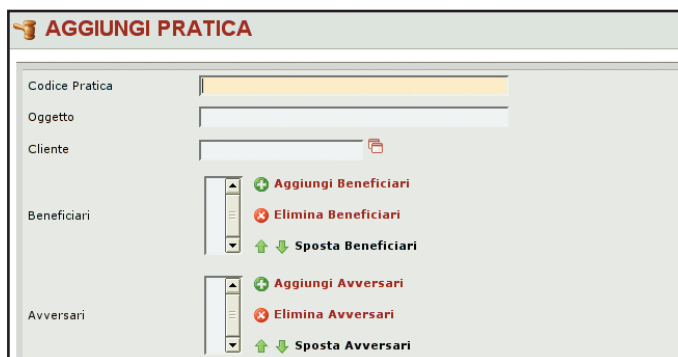 AGGIUNGI PRATICA
Codice Pratica
Oggetto
Cliente
Beneficiari
Aggiungi Beneficiari
Elimina Beneficiari
Sposta Beneficiari
Avversari
Aggiungi Avversari
Elimina Avversari
Sposta Avversari